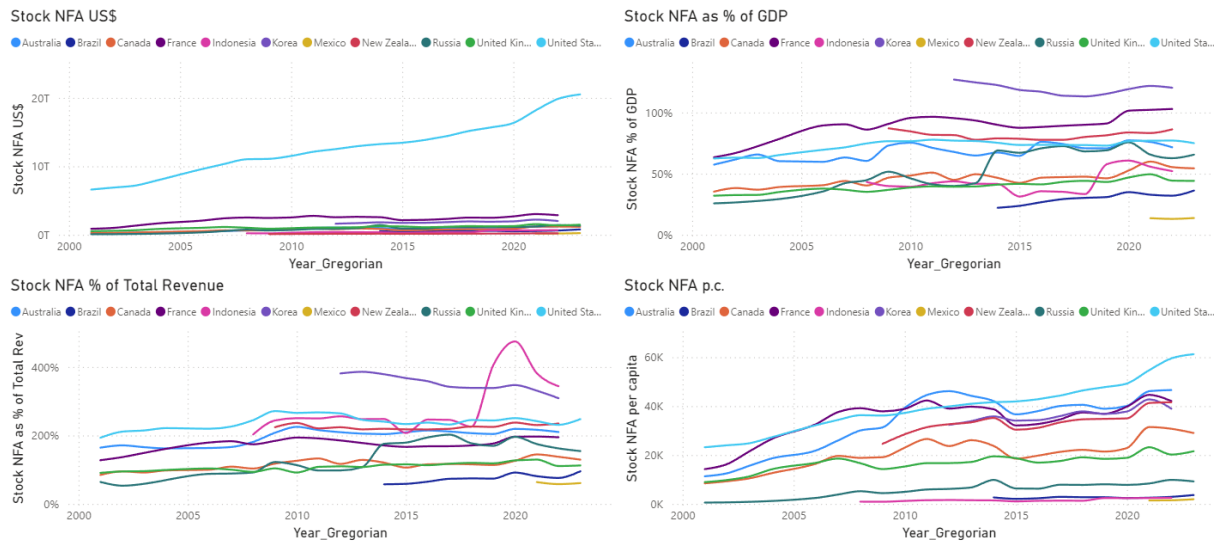 Stock NFA US$
Australia Brazil Canada France Indonesia Korea Mexico New Zeala... Russia United Kin... United Sta...
20T
10T
0T
Stock NFA US$
2000 2005 2010 2015 2020
Year_Gregorian
Stock NFA as % of GDP
Australia Brazil Canada France Indonesia Korea Mexico New Zeala... Russia United Kin... United Sta...
100%
50%
0%
Stock NFA % of GDP
2000 2005 2010 2015 2020
Year_Gregorian
Stock NFA % of Total Revenue
Australia Brazil Canada France Indonesia Korea Mexico New Zeala... Russia United Kin... United Sta...
400%
200%
0%
Stock NFA as % of Total Rev
2000 2005 2010 2015 2020
Year_Gregorian
Stock NFA p.c.
Australia Brazil Canada France Indonesia Korea Mexico New Zeala... Russia United Kin... United Sta...
60K
40K
20K
0K
Stock NFA per capita
2000 2005 2010 2015 2020
Year_Gregorian